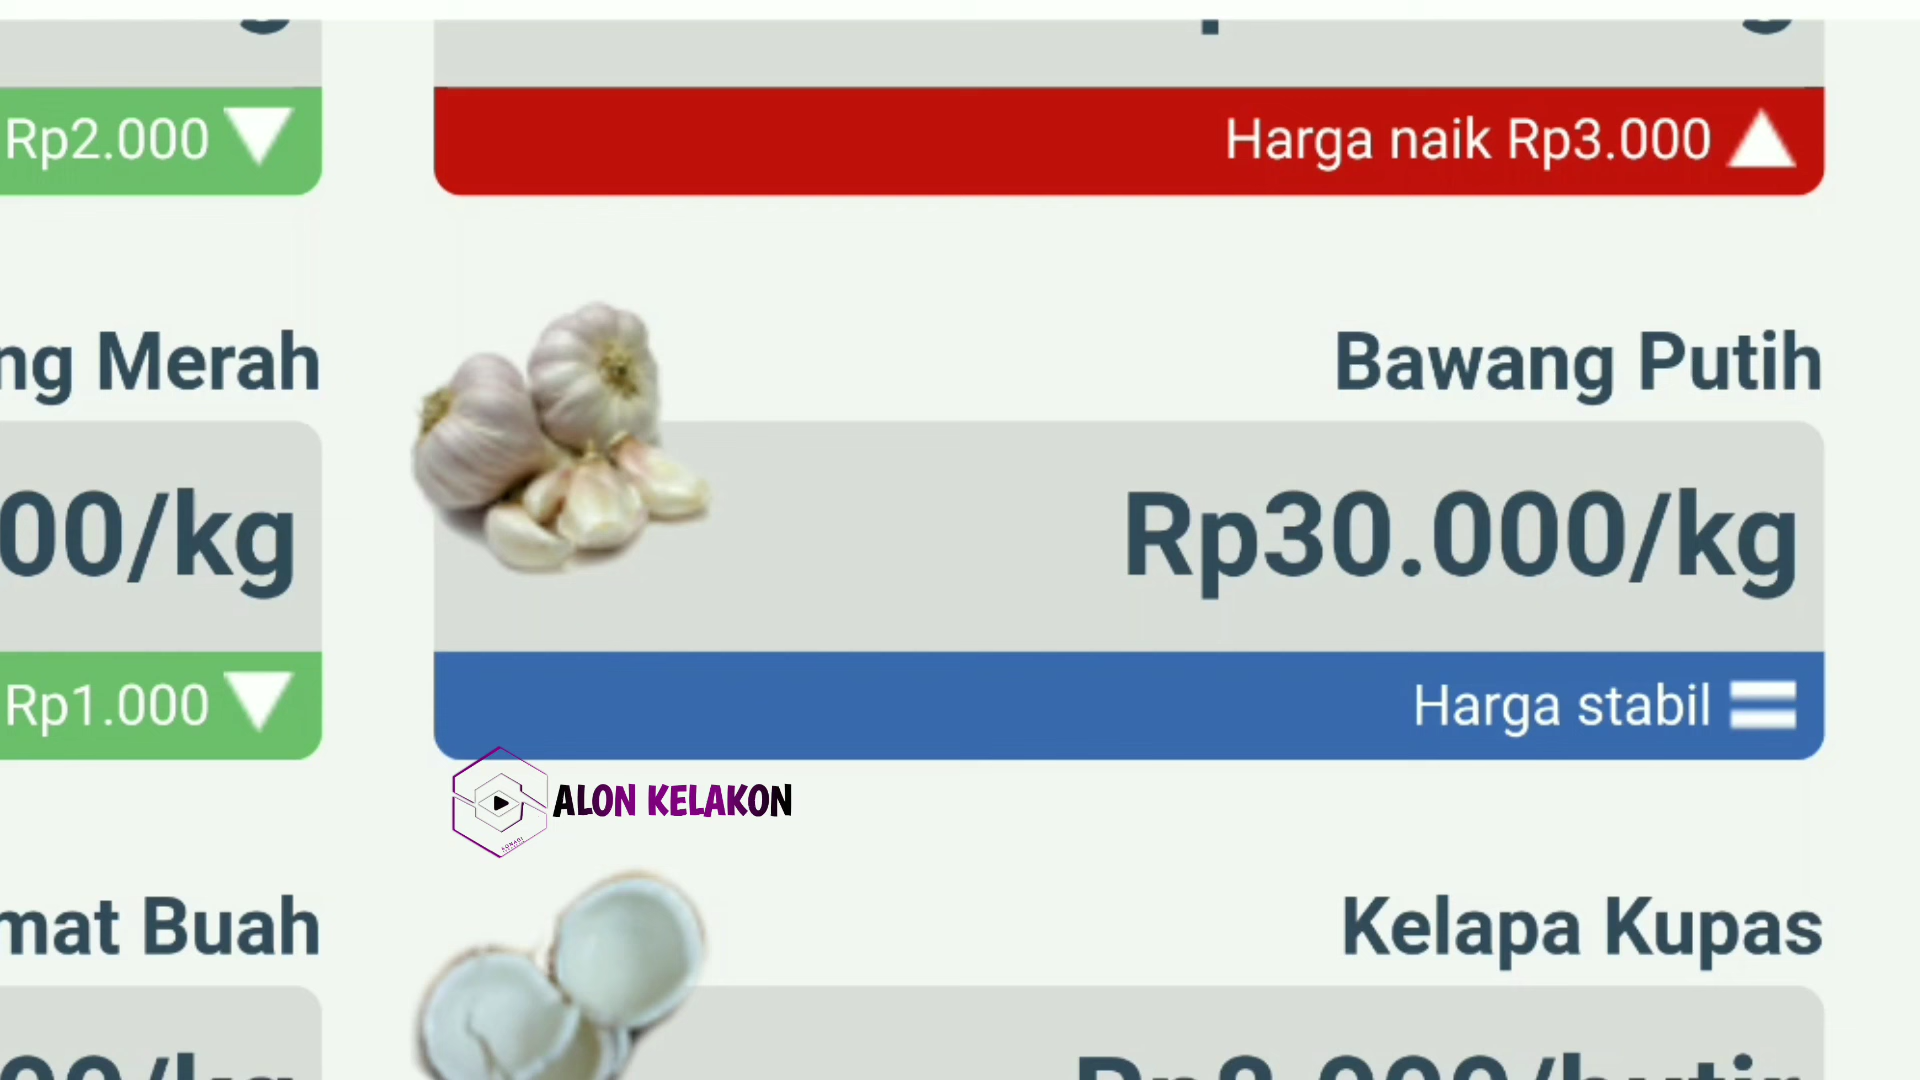 Rp2.000
Harga naik Rp3.000
ng Merah
Bawang Putih
00/kg
Rp30.000/kg
Rp1.000
Harga stabil
ALON KELAKON
mat Buah
Kelapa Kupas